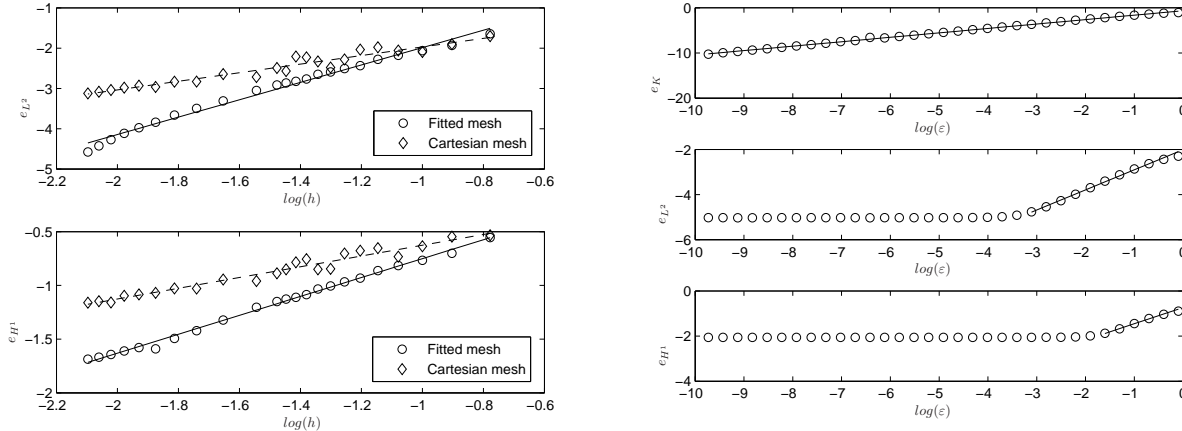 −1
−2
−3
−4
−5
e_{L²}
−2.2 −2 −1.8 −1.6 −1.4 −1.2 −1 −0.8 −0.6
log(h)
Fitted mesh
Cartesian mesh
−0.5
−1
−1.5
−2
e_{H¹}
−2.2 −2 −1.8 −1.6 −1.4 −1.2 −1 −0.8 −0.6
log(h)
Fitted mesh
Cartesian mesh
0
−10
−20
e_K
−10 −9 −8 −7 −6 −5 −4 −3 −2 −1 0
log(ε)
−2
−4
−6
e_{L²}
−10 −9 −8 −7 −6 −5 −4 −3 −2 −1 0
log(ε)
0
−2
−4
e_{H¹}
−10 −9 −8 −7 −6 −5 −4 −3 −2 −1 0
log(ε)